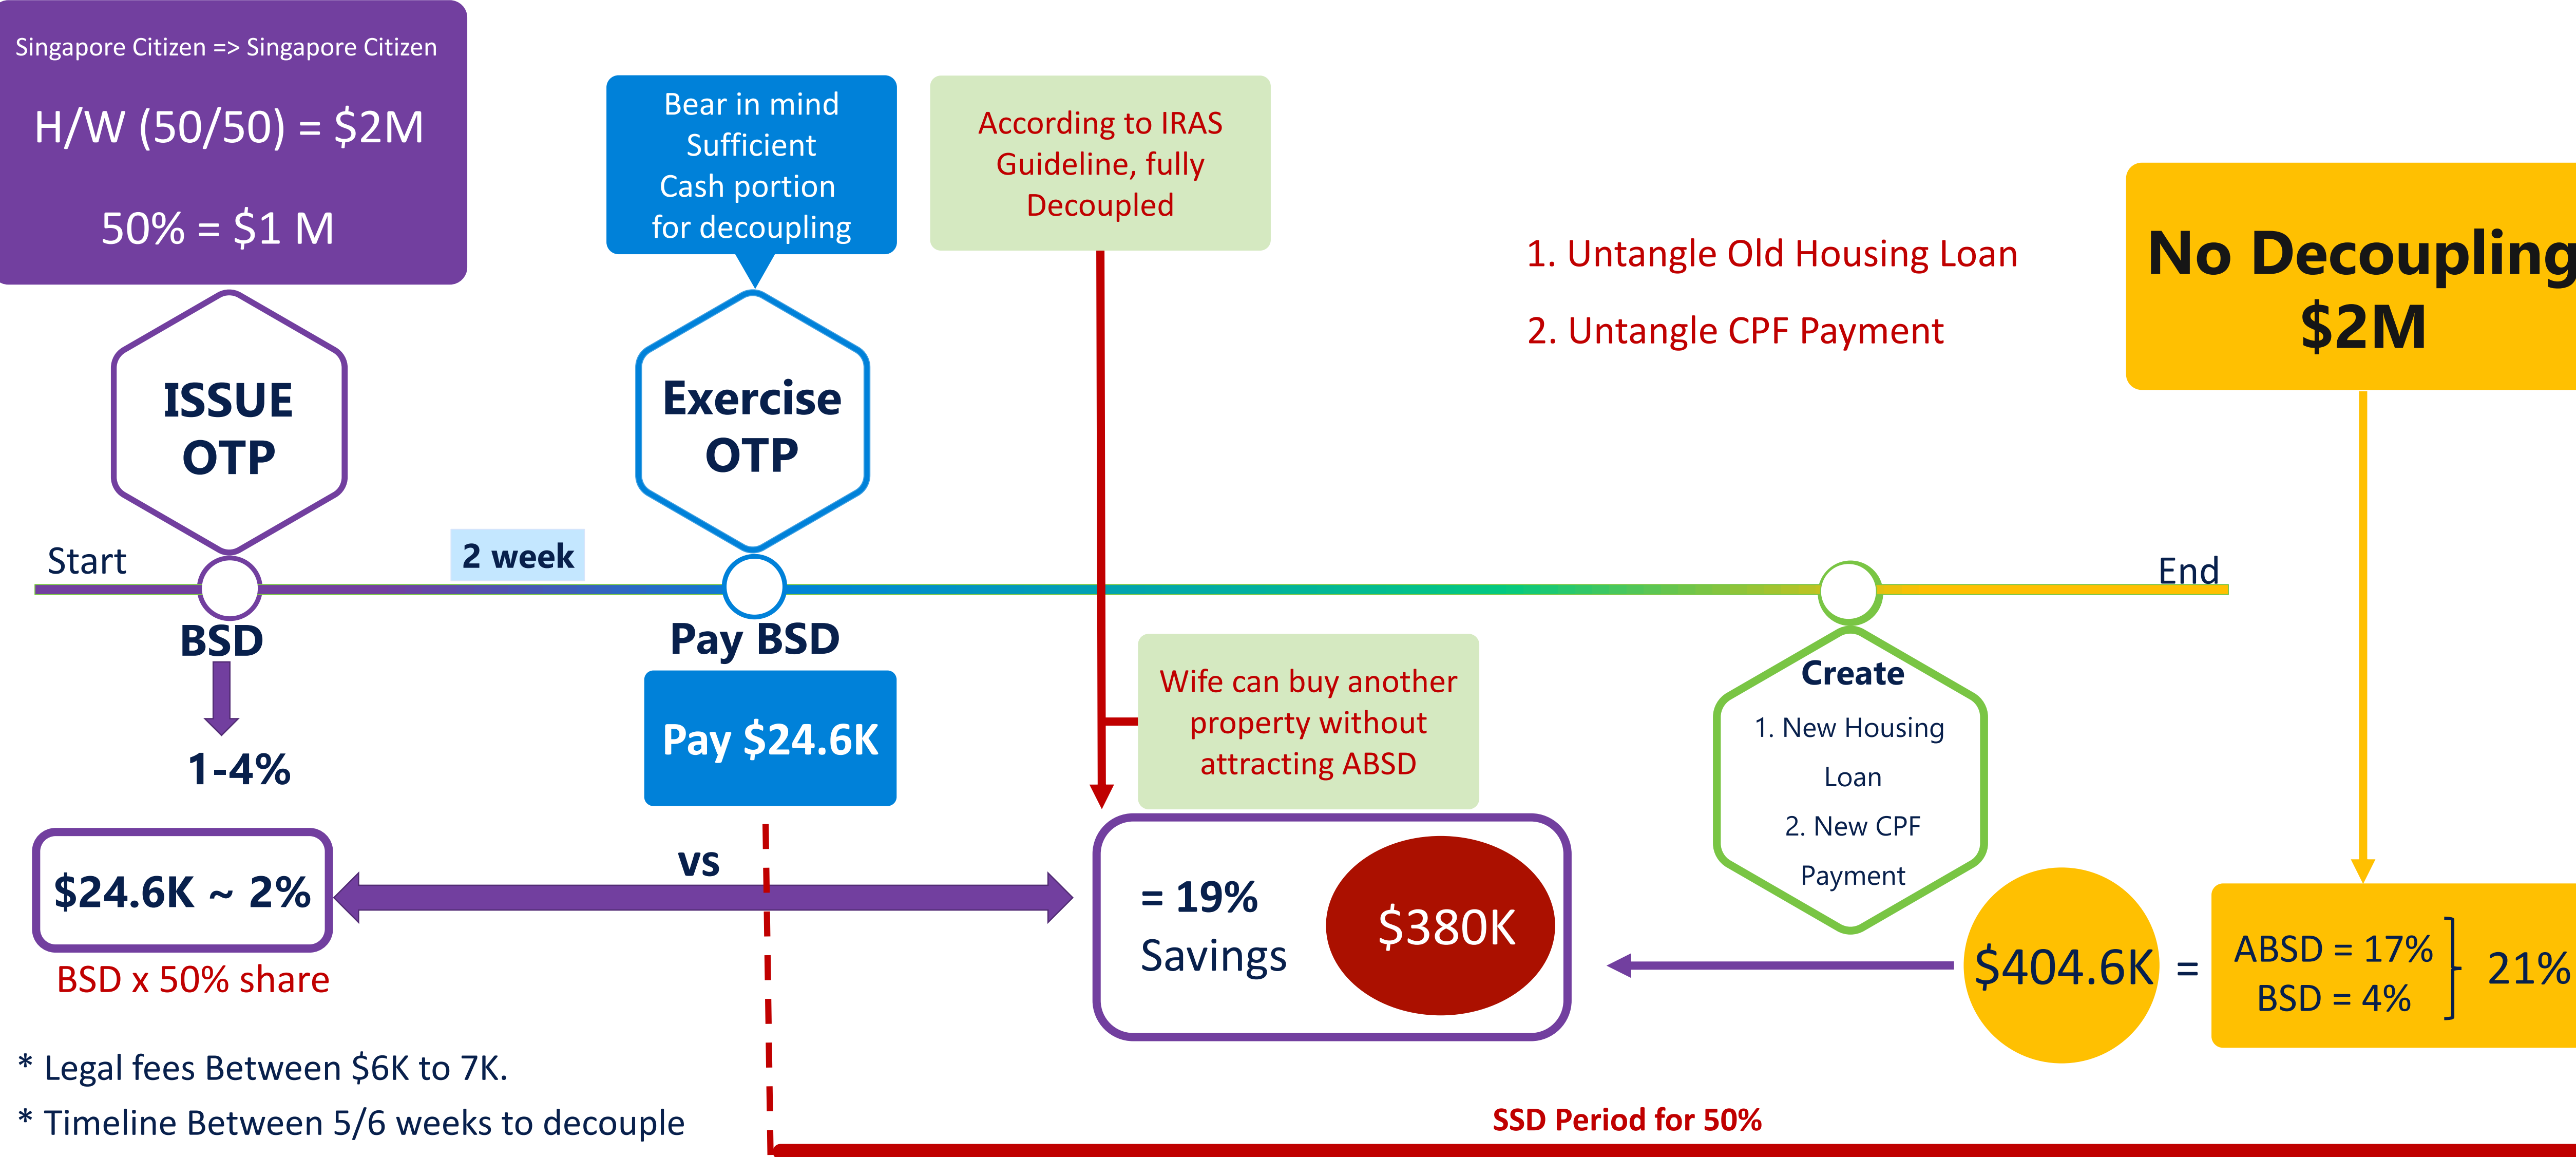 Singapore Citizen => Singapore Citizen
H/W (50/50) = $2M
50% = $1 M
Bear in mind
Sufficient
Cash portion
for decoupling
According to IRAS
Guideline, fully
Decoupled
1. Untangle Old Housing Loan
2. Untangle CPF Payment
No Decoupling
$2M
ISSUE
OTP
Exercise
OTP
Start
2 week
End
BSD
Pay BSD
1-4%
Pay $24.6K
Wife can buy another
property without
attracting ABSD
Create
1. New Housing
Loan
2. New CPF
Payment
$24.6K ~ 2%
vs
= 19%
Savings
$380K
BSD x 50% share
$404.6K
=
ABSD = 17%
BSD = 4%
21%
* Legal fees Between $6K to 7K.
* Timeline Between 5/6 weeks to decouple
SSD Period for 50%